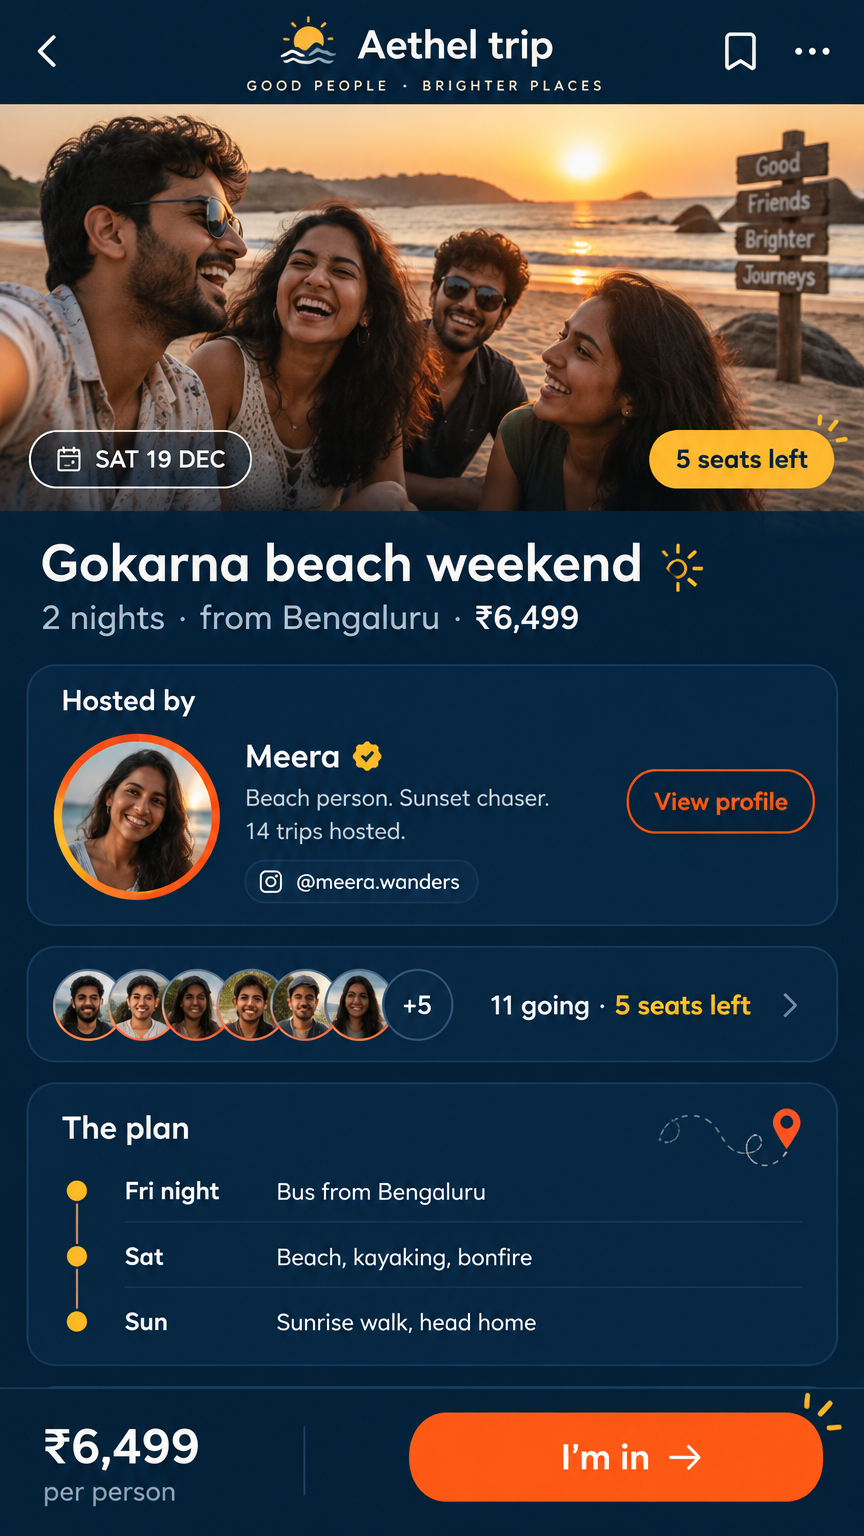 Aethel trip
GOOD PEOPLE · BRIGHTER PLACES
Good
Friends
Brighter
Journeys
SAT 19 DEC
5 seats left
Gokarna beach weekend
2 nights · from Bengaluru · ₹6,499
Hosted by
Meera
Beach person. Sunset chaser.
14 trips hosted.
View profile
@meera.wanders
+5
11 going · 5 seats left
The plan
Fri night Bus from Bengaluru
Sat Beach, kayaking, bonfire
Sun Sunrise walk, head home
₹6,499
per person
I'm in →